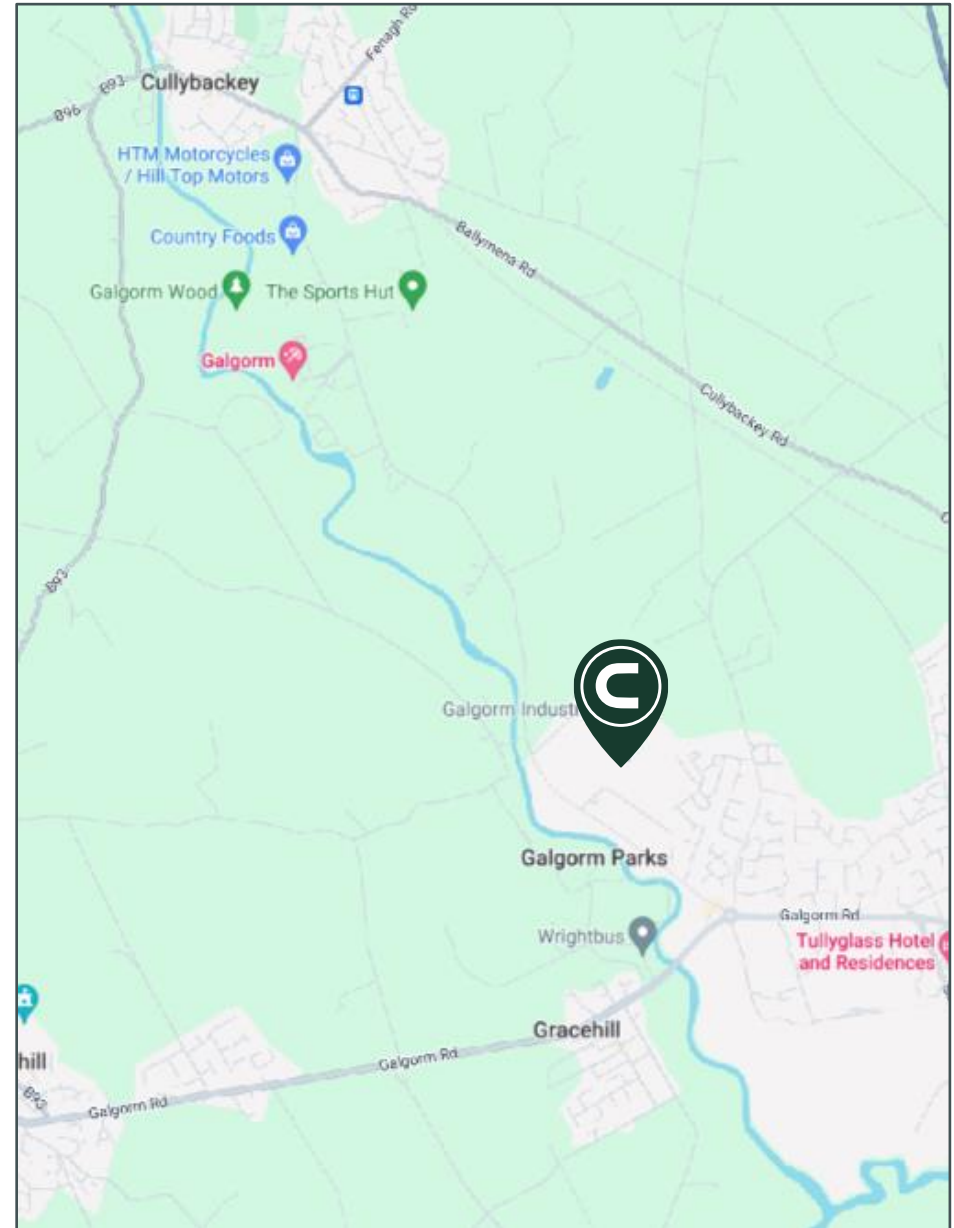 Fenagh Rd
Cullybackey
B93
B96
HTM Motorcycles
/ Hill Top Motors
Country Foods
Ballymena Rd
Galgorm Wood
The Sports Hut
Galgorm
Cullybackey Rd
B93
Galgorm Indust
C
Galgorm Parks
Galgorm Rd
Wrightbus
Tullyglass Hotel
and Residences
Gracehill
hill
Galgorm Rd
B93
Galgorm Rd